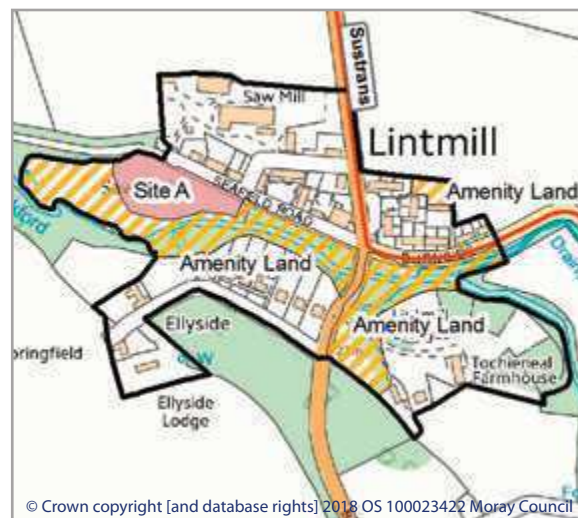 Sustrans
Saw Mill
Lintmill
Site A
SEAFIELD ROAD
Amenity Land
Amenity Land
Amenity Land
Ellyside
Tochieneal
Farmhouse
Ellyside
Lodge
© Crown copyright [and database rights] 2018 OS 100023422 Moray Council